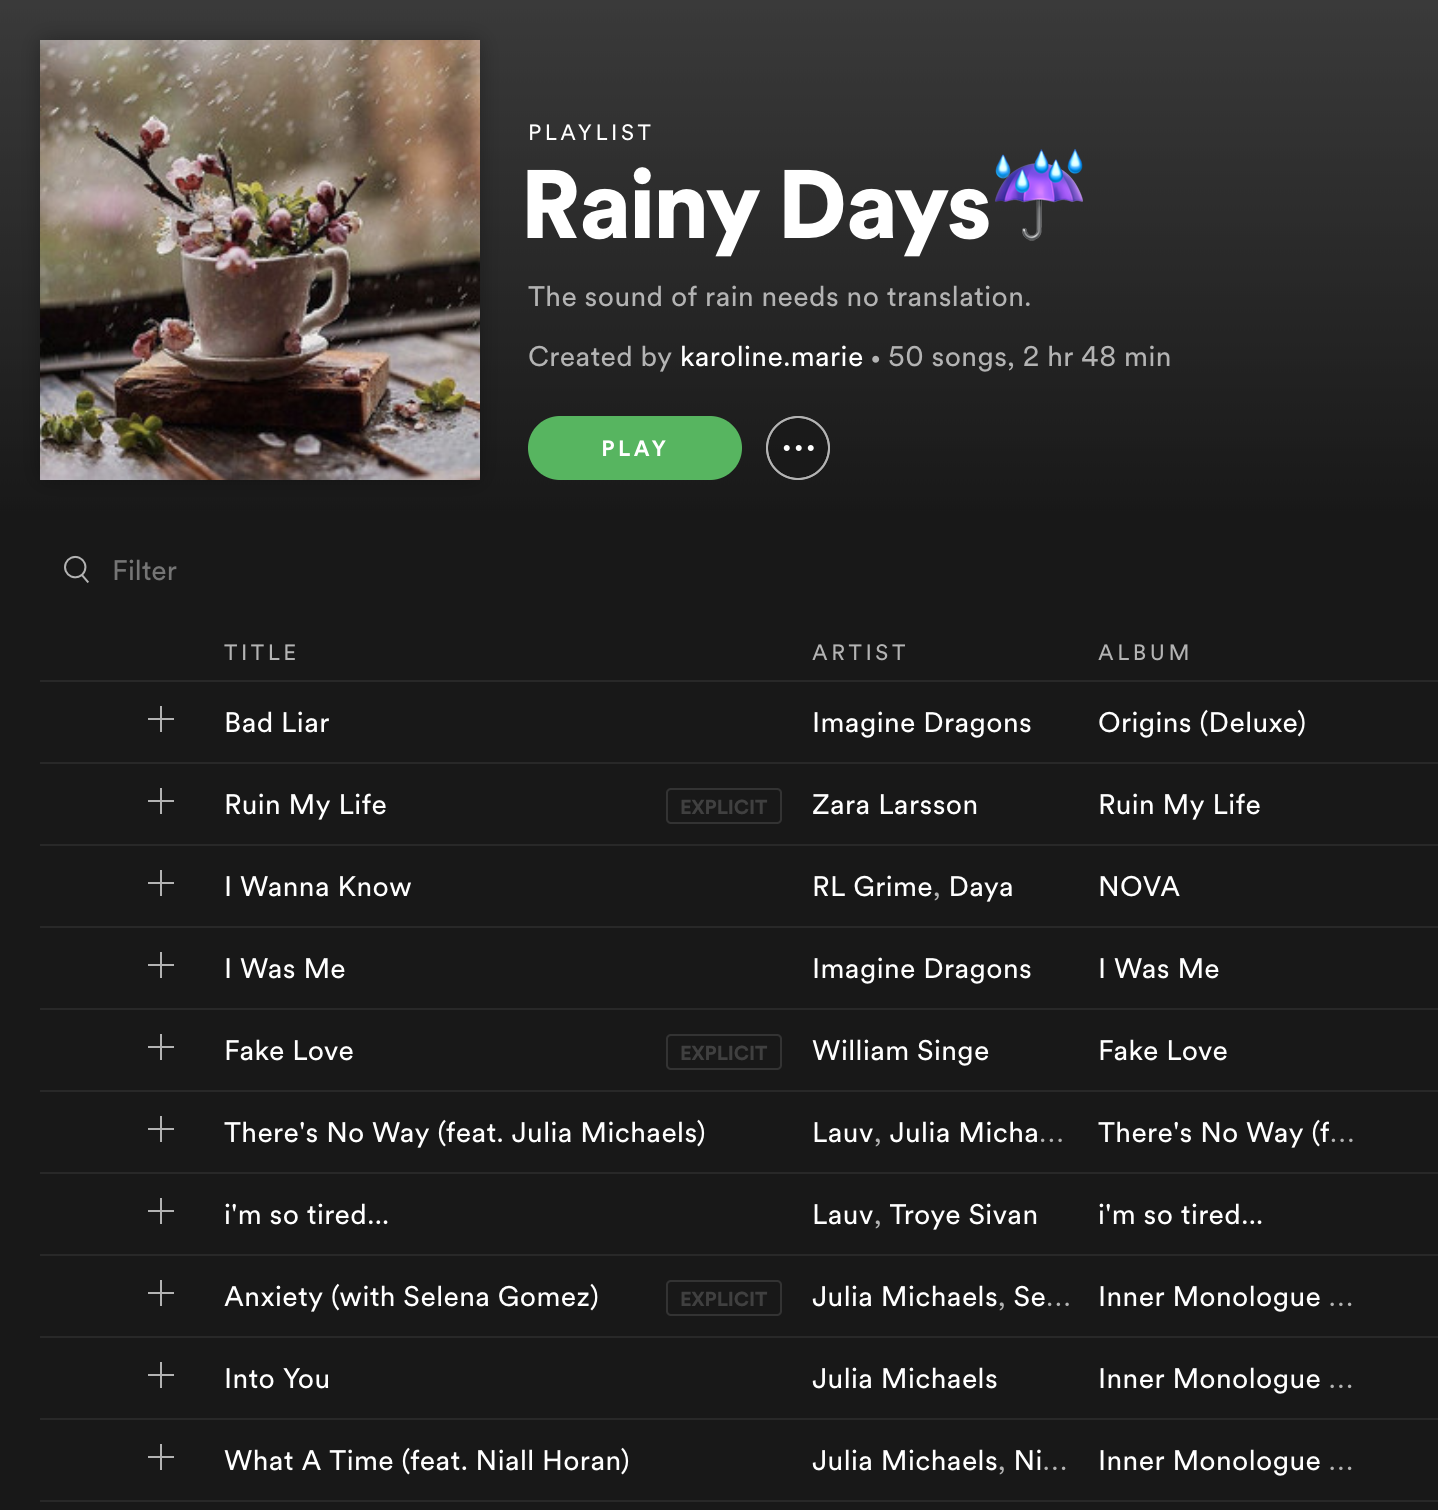 PLAYLIST
Rainy Days☔
The sound of rain needs no translation.
Created by karoline.marie • 50 songs, 2 hr 48 min
PLAY
Filter
TITLE ARTIST ALBUM
Bad Liar Imagine Dragons Origins (Deluxe)
Ruin My Life EXPLICIT Zara Larsson Ruin My Life
I Wanna Know RL Grime, Daya NOVA
I Was Me Imagine Dragons I Was Me
Fake Love EXPLICIT William Singe Fake Love
There's No Way (feat. Julia Michaels) Lauv, Julia Micha... There's No Way (f...
i'm so tired... Lauv, Troye Sivan i'm so tired...
Anxiety (with Selena Gomez) EXPLICIT Julia Michaels, Se... Inner Monologue ...
Into You Julia Michaels Inner Monologue ...
What A Time (feat. Niall Horan) Julia Michaels, Ni... Inner Monologue ...